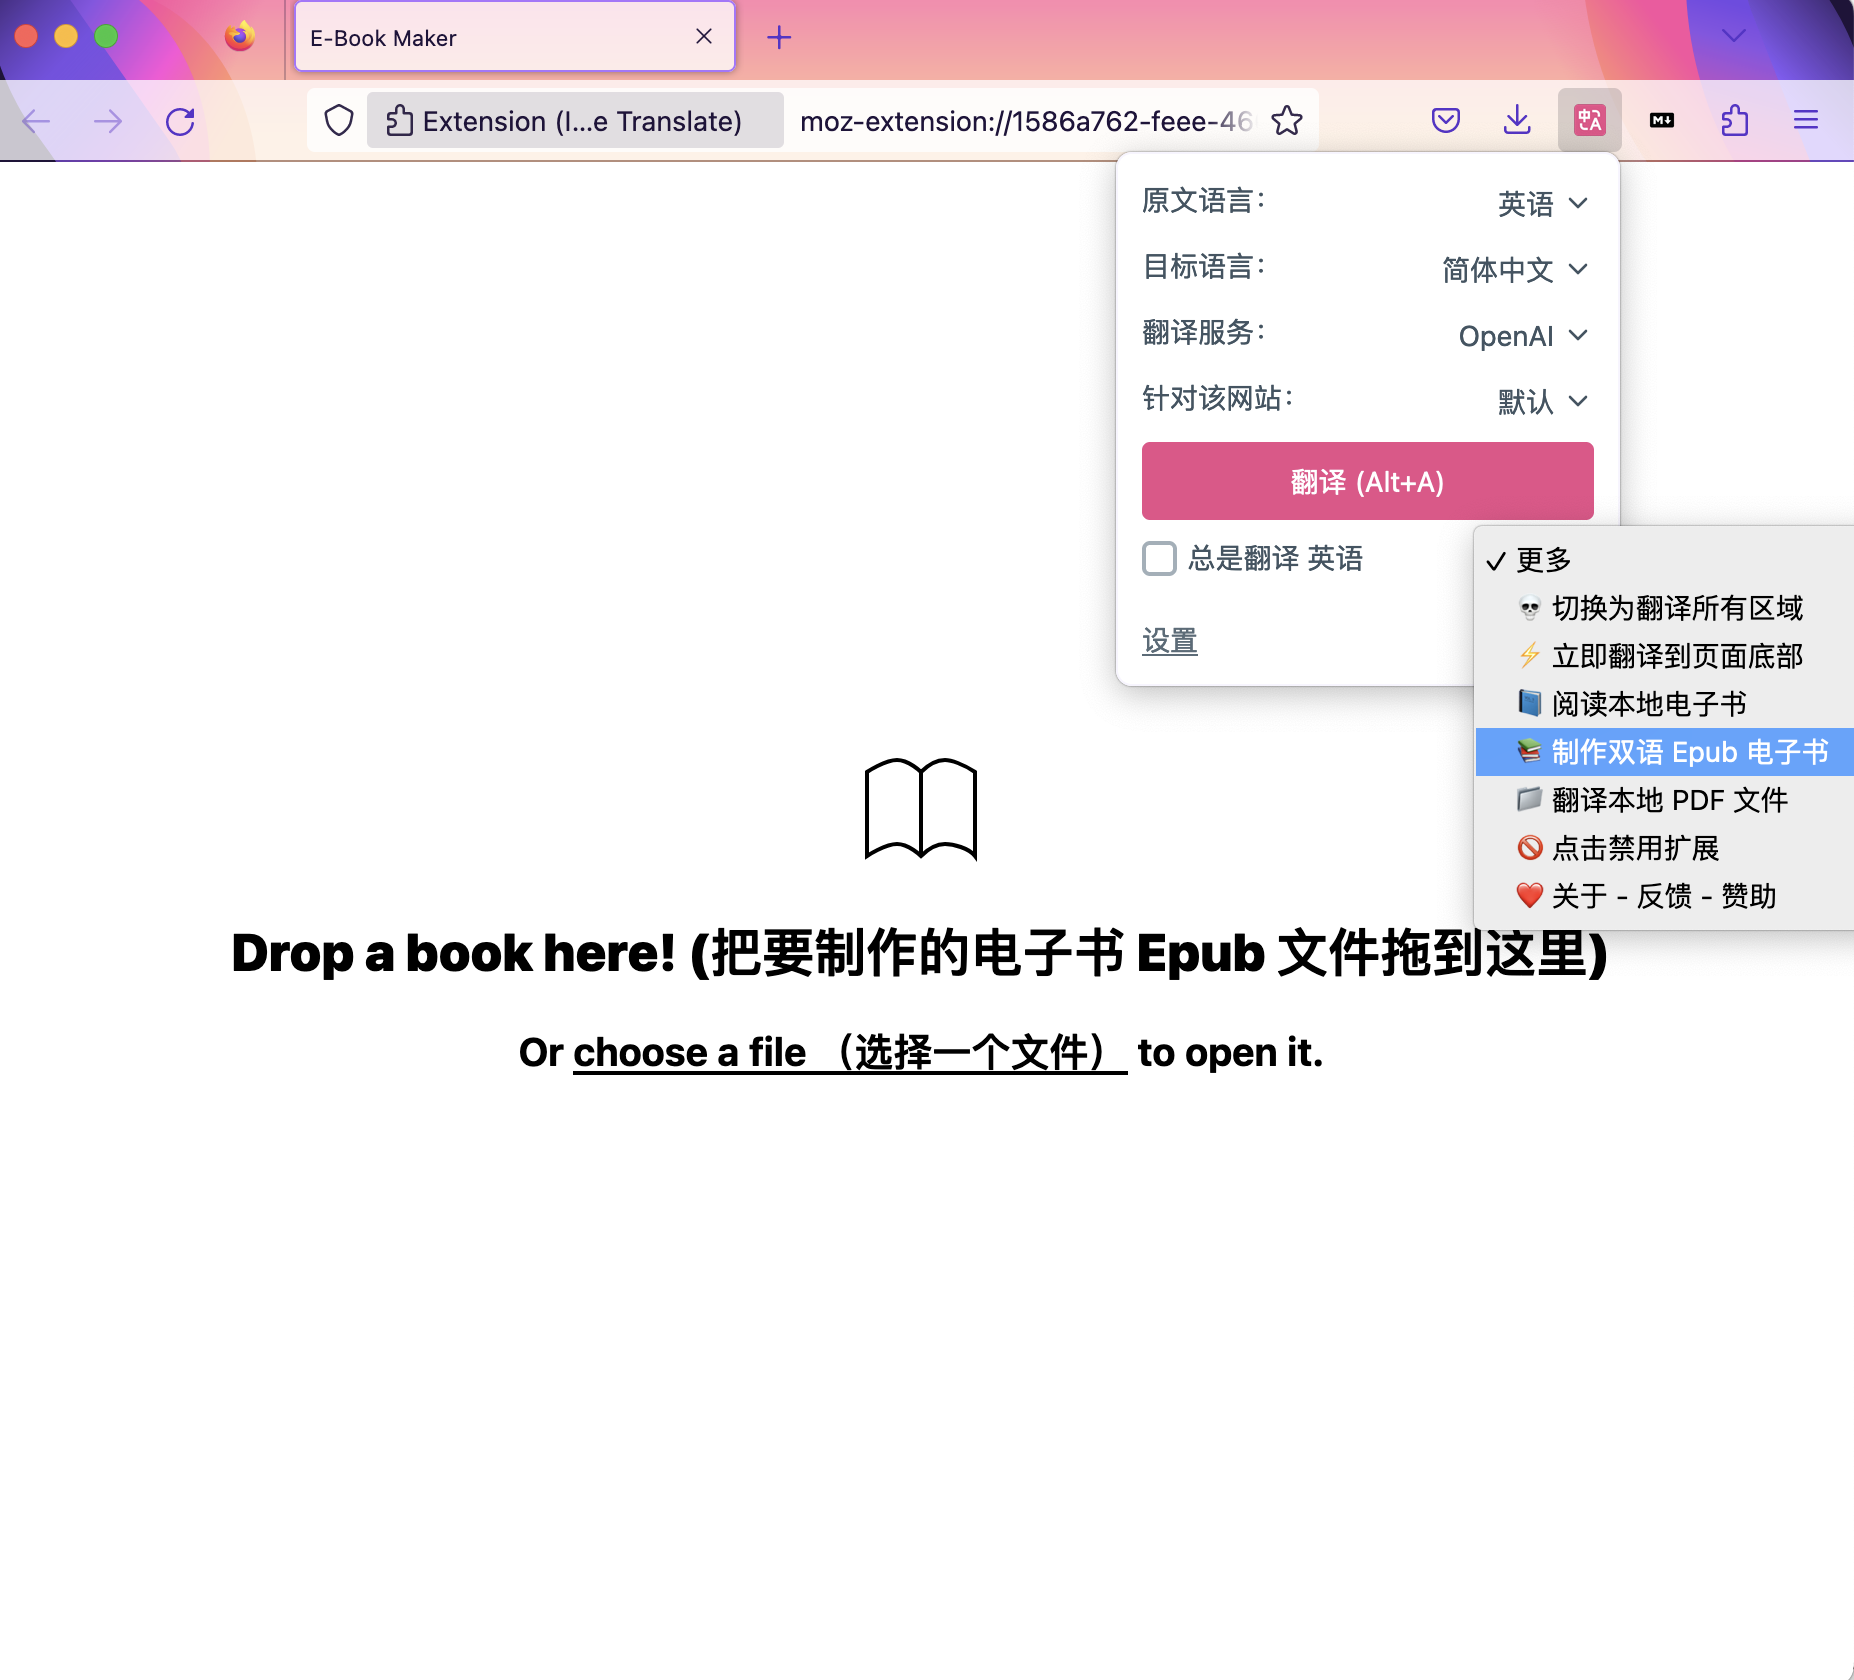 E-Book Maker
Extension (I...e Translate)
moz-extension://1586a762-feee-46
M↓
原文语言：
英语
目标语言：
简体中文
翻译服务：
OpenAI
针对该网站：
默认
翻译 (Alt+A)
总是翻译 英语
设置
更多
切换为翻译所有区域
立即翻译到页面底部
阅读本地电子书
制作双语 Epub 电子书
翻译本地 PDF 文件
点击禁用扩展
关于 - 反馈 - 赞助
Drop a book here! (把要制作的电子书 Epub 文件拖到这里)
Or choose a file （选择一个文件） to open it.